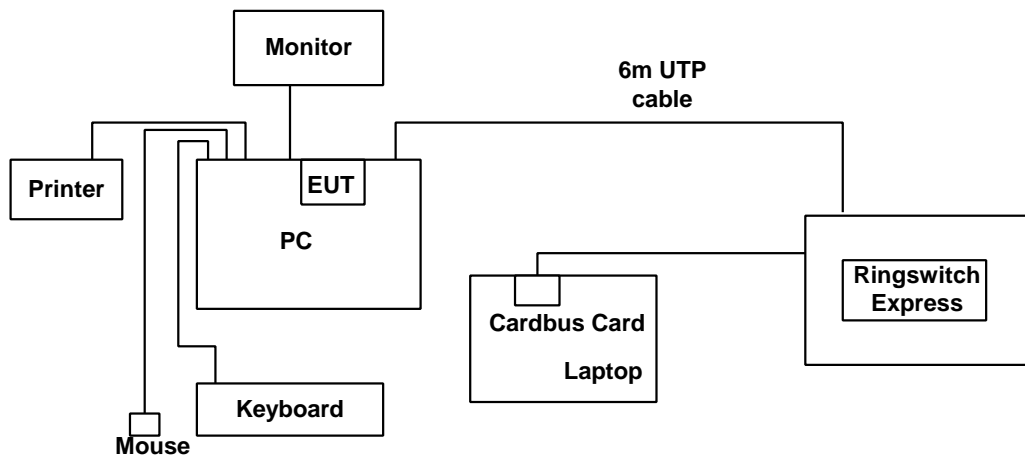 Monitor
6m UTP
cable
Printer
EUT
PC
Ringswitch
Express
Cardbus Card
Laptop
Keyboard
Mouse